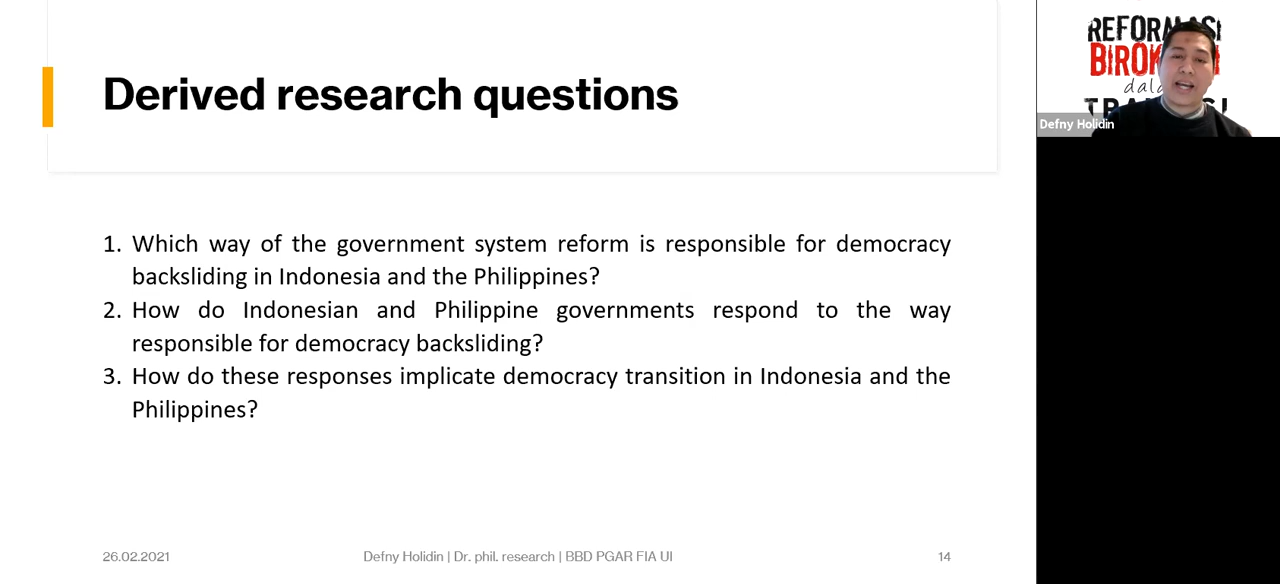 Derived research questions
1. Which way of the government system reform is responsible for democracy
backsliding in Indonesia and the Philippines?
2. How do Indonesian and Philippine governments respond to the way
responsible for democracy backsliding?
3. How do these responses implicate democracy transition in Indonesia and the
Philippines?
26.02.2021
Defny Holidin | Dr. phil. research | BBD PGAR FIA UI
14
Defny Holidin